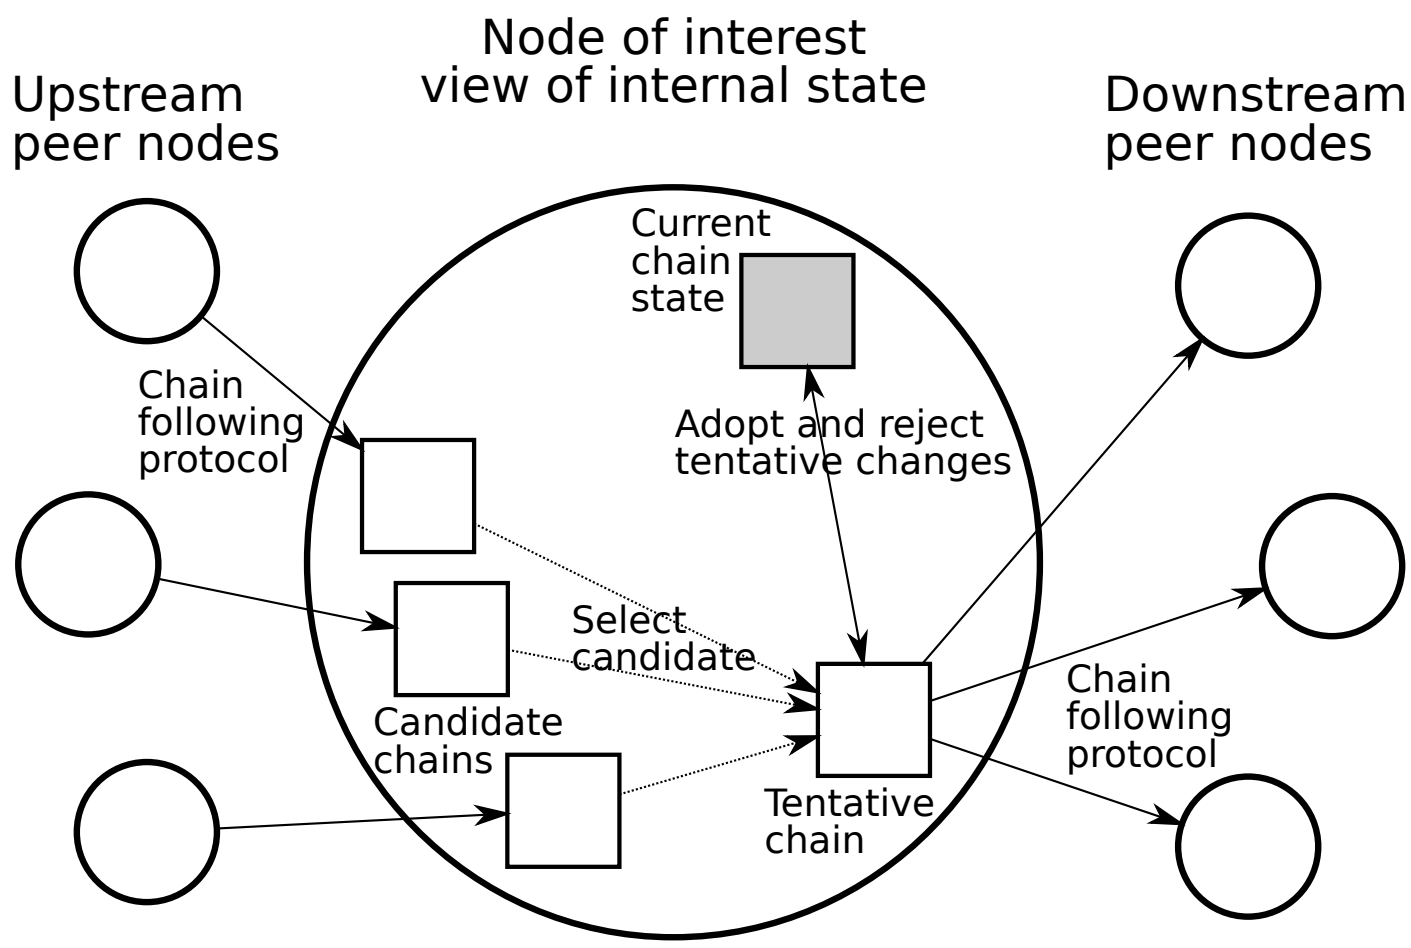 Node of interest
view of internal state
Upstream
peer nodes
Downstream
peer nodes
Current
chain
state
Chain
following
protocol
Adopt and reject
tentative changes
Select
candidate
Candidate
chains
Chain
following
protocol
Tentative
chain